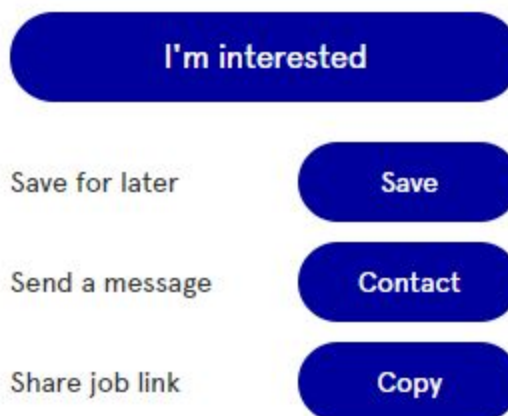 I'm interested
Save for later Save
Send a message Contact
Share job link Copy